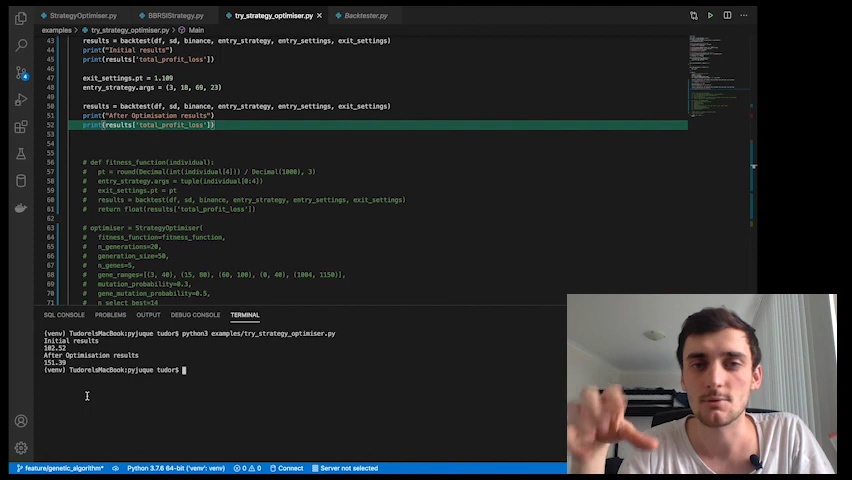 StrategyOptimiser.py
BBRSIStrategy.py
try_strategy_optimiser.py
Backtester.py
examples > try_strategy_optimiser.py > Main
43 results = backtest(df, sd, binance, entry_strategy, entry_settings, exit_settings)
44 print("Initial results")
45 print(results['total_profit_loss'])
46
47 exit_settings.pt = 1.109
48 entry_strategy.args = (3, 18, 69, 23)
49
50 results = backtest(df, sd, binance, entry_strategy, entry_settings, exit_settings)
51 print("After Optimisation results")
52 print(results['total_profit_loss'])
53
54
55
56 # def fitness_function(individual):
57 # pt = round(Decimal(int(individual[4])) / Decimal(1000), 3)
58 # entry_strategy.args = tuple(individual[0:4])
59 # exit_settings.pt = pt
60 # results = backtest(df, sd, binance, entry_strategy, entry_settings, exit_settings)
61 # return float(results['total_profit_loss'])
62
63 # optimiser = StrategyOptimiser(
64 # fitness_function=fitness_function,
65 # n_generations=20,
66 # generation_size=50,
67 # n_genes=5,
68 # gene_ranges=[(3, 40), (15, 80), (60, 100), (0, 40), (1004, 1150)],
69 # mutation_probability=0.3,
70 # gene_mutation_probability=0.5,
71 # n_select_best=14
SQL CONSOLE PROBLEMS OUTPUT DEBUG CONSOLE TERMINAL
(venv) TudorelsMacBook:pyjuque tudor$ python3 examples/try_strategy_optimiser.py
Initial results
102.52
After Optimisation results
151.39
(venv) TudorelsMacBook:pyjuque tudor$
4
feature/genetic_algorithm* Python 3.7.6 64-bit ('venv': venv) 0 0 Connect Server not selected